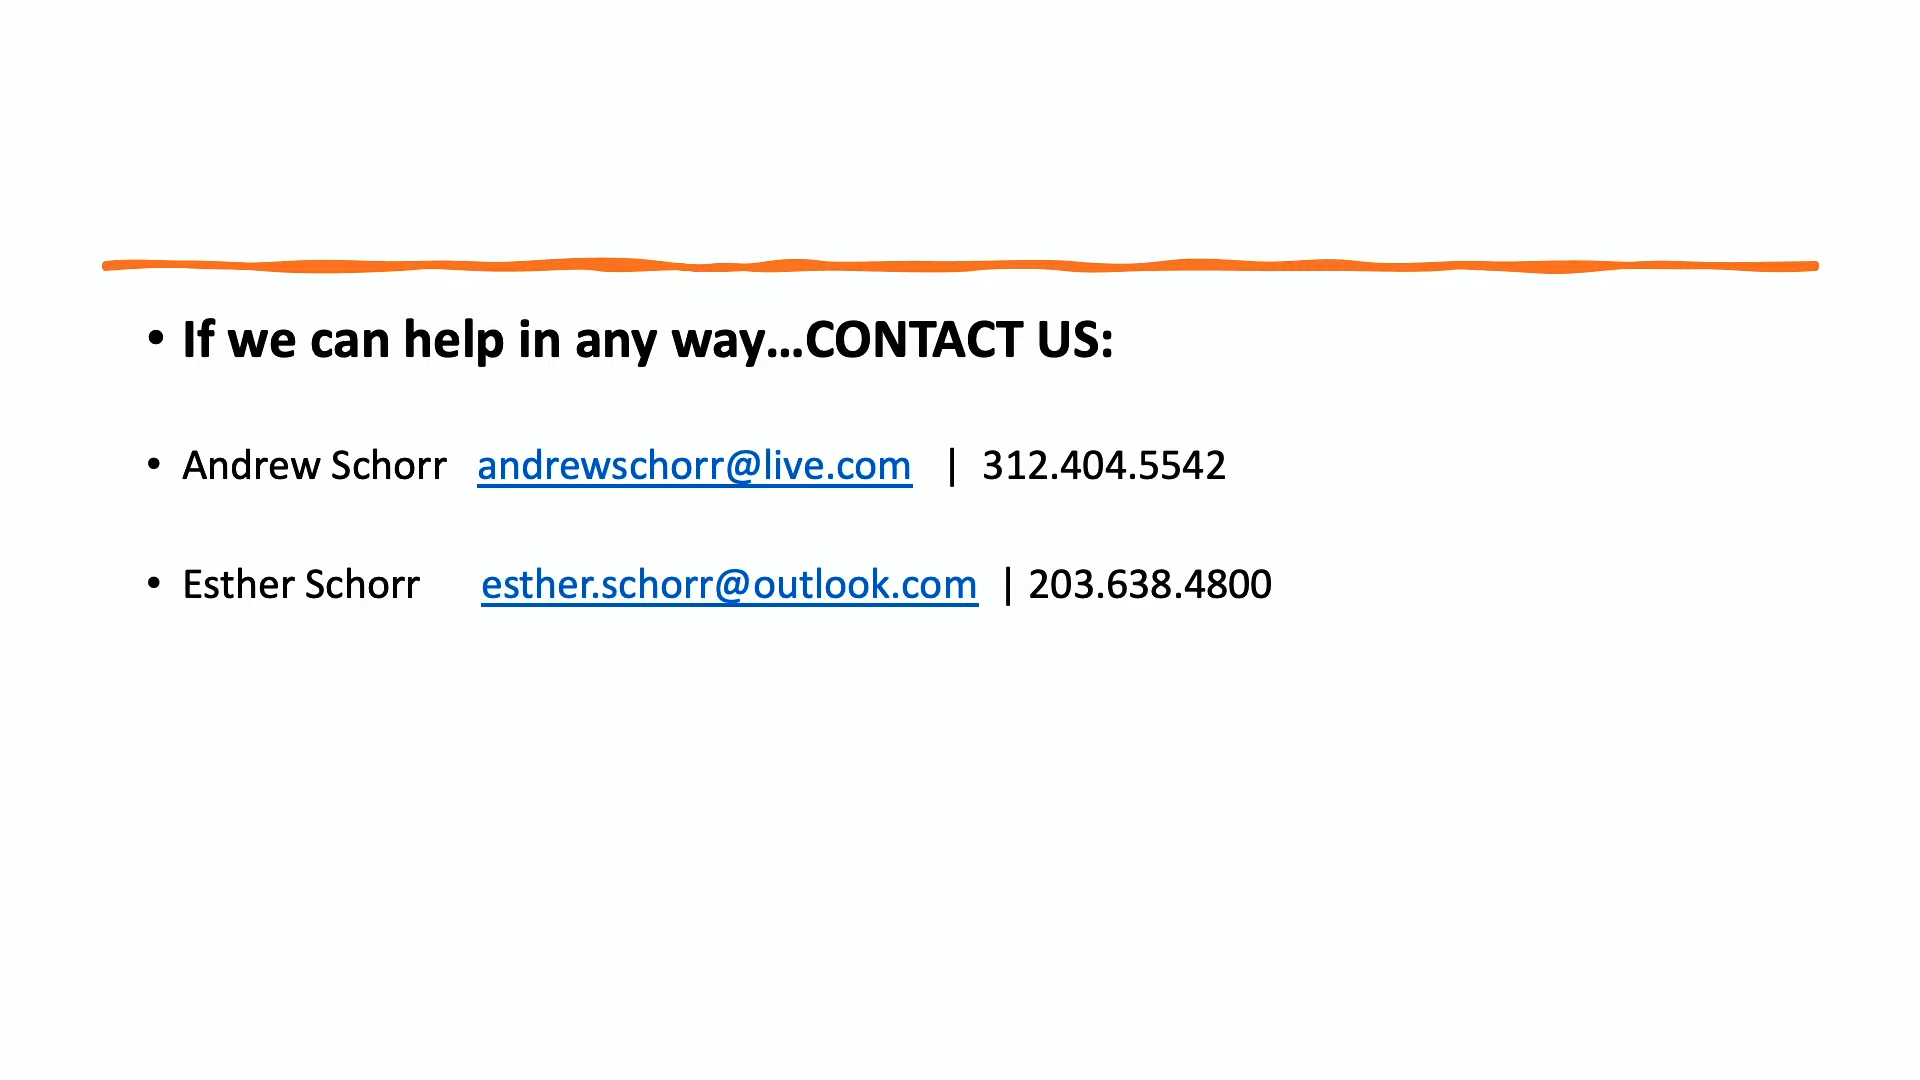 • If we can help in any way...CONTACT US:
• Andrew Schorr andrewschorr@live.com | 312.404.5542
• Esther Schorr esther.schorr@outlook.com | 203.638.4800